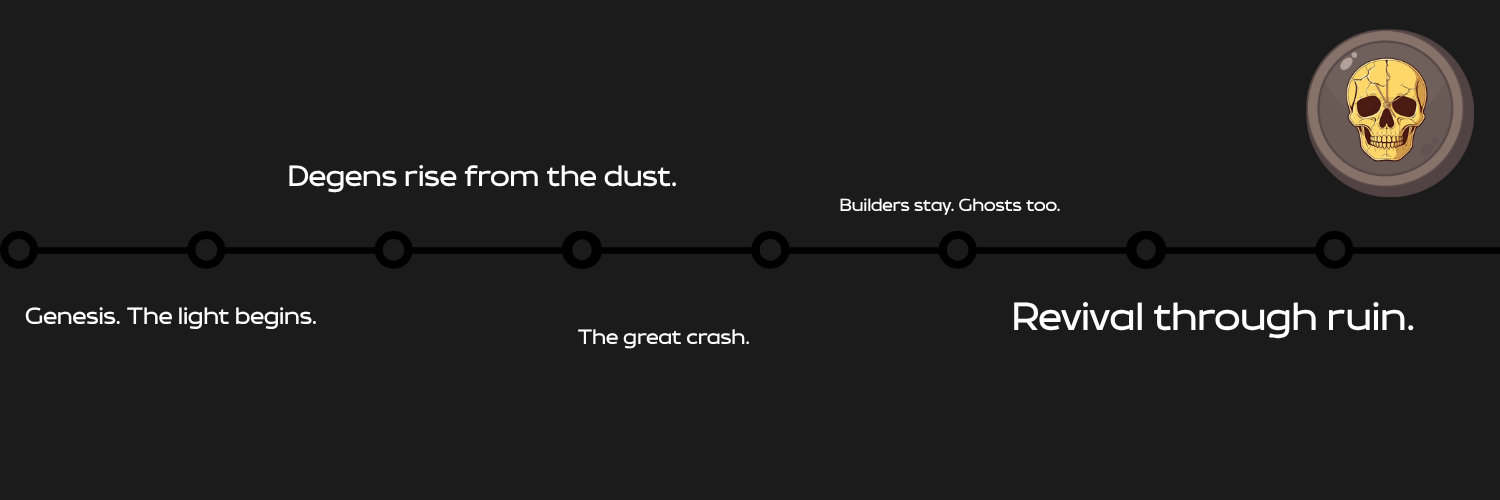 Degens rise from the dust.
Builders stay. Ghosts too.
Genesis. The light begins.
The great crash.
Revival through ruin.